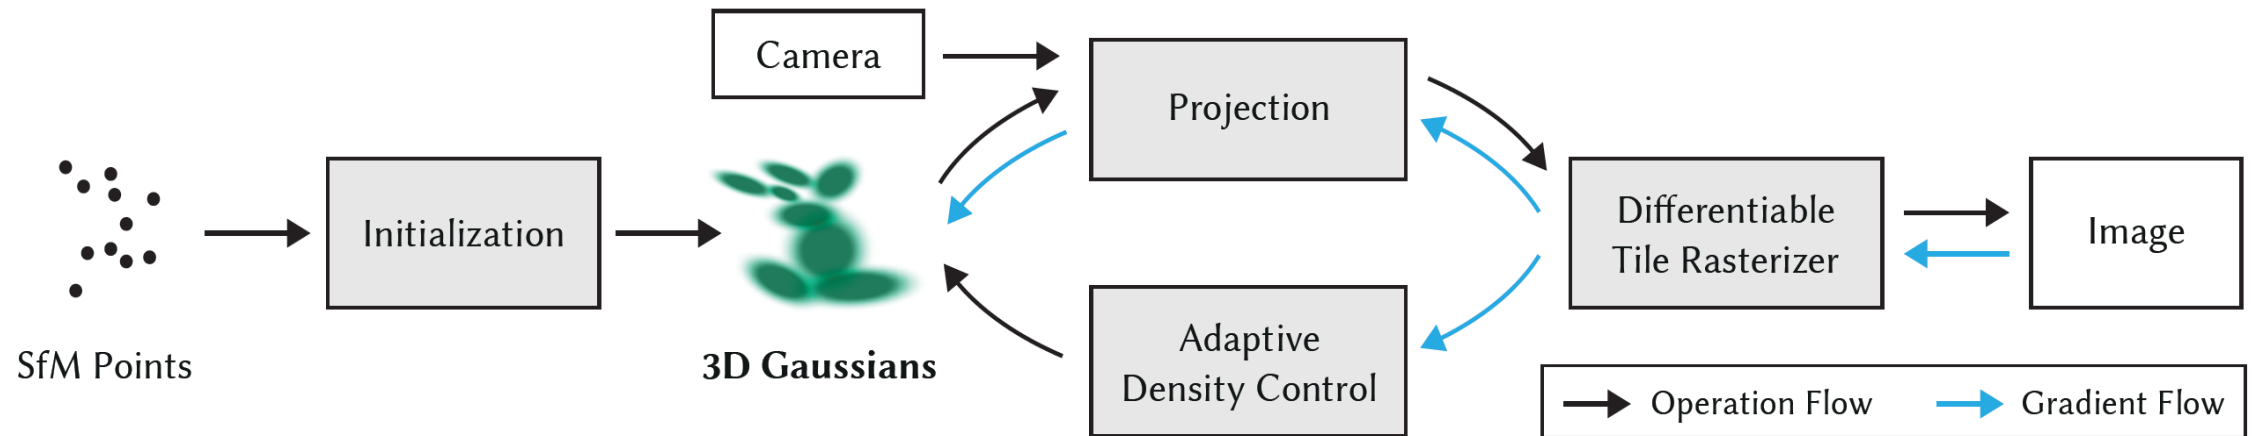 Camera
Projection
Initialization
Differentiable
Tile Rasterizer
Image
SfM Points
3D Gaussians
Adaptive
Density Control
Operation Flow
Gradient Flow